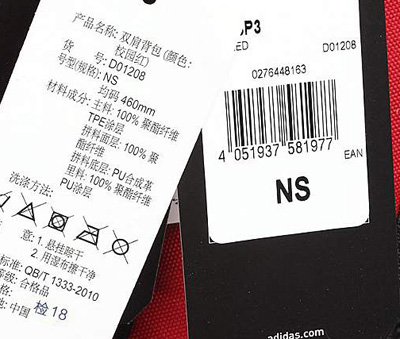 产品名称: 双肩背包 (颜色:
校园红)
货 号: D01208
号型(规格): NS
均码 460mm
材料成分: 主料: 100% 聚酯纤维
TPE涂层
拼料面层: 100% 聚
酯纤维
拼料底层: PU合成革
里料: 100% 聚酯纤维
PU涂层
洗涤方法:
意: 1. 悬挂晾干
2. 用湿布擦干净
标准: QB/T 1333-2010
等级: 合格品
格:
地: 中国 检 18
P3
ED D01208
0276448163
4 051937 581977
EAN
NS
adidas.com